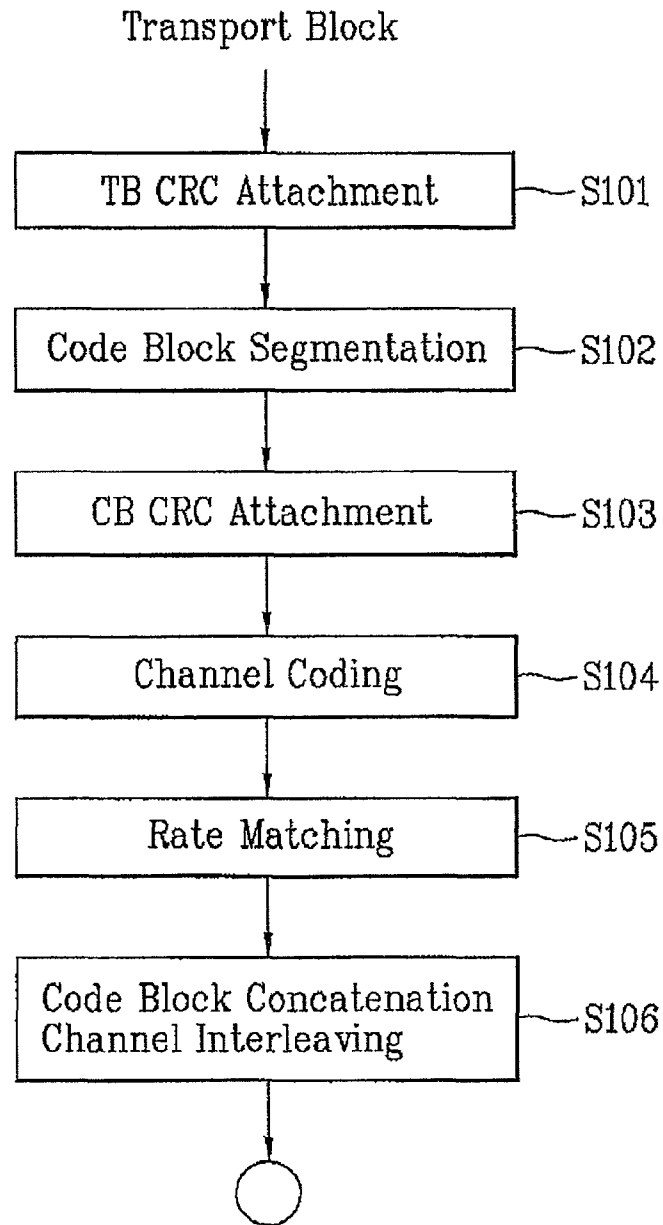 Transport Block
TB CRC Attachment
S101
Code Block Segmentation
S102
CB CRC Attachment
S103
Channel Coding
S104
Rate Matching
S105
Code Block Concatenation
Channel Interleaving
S106